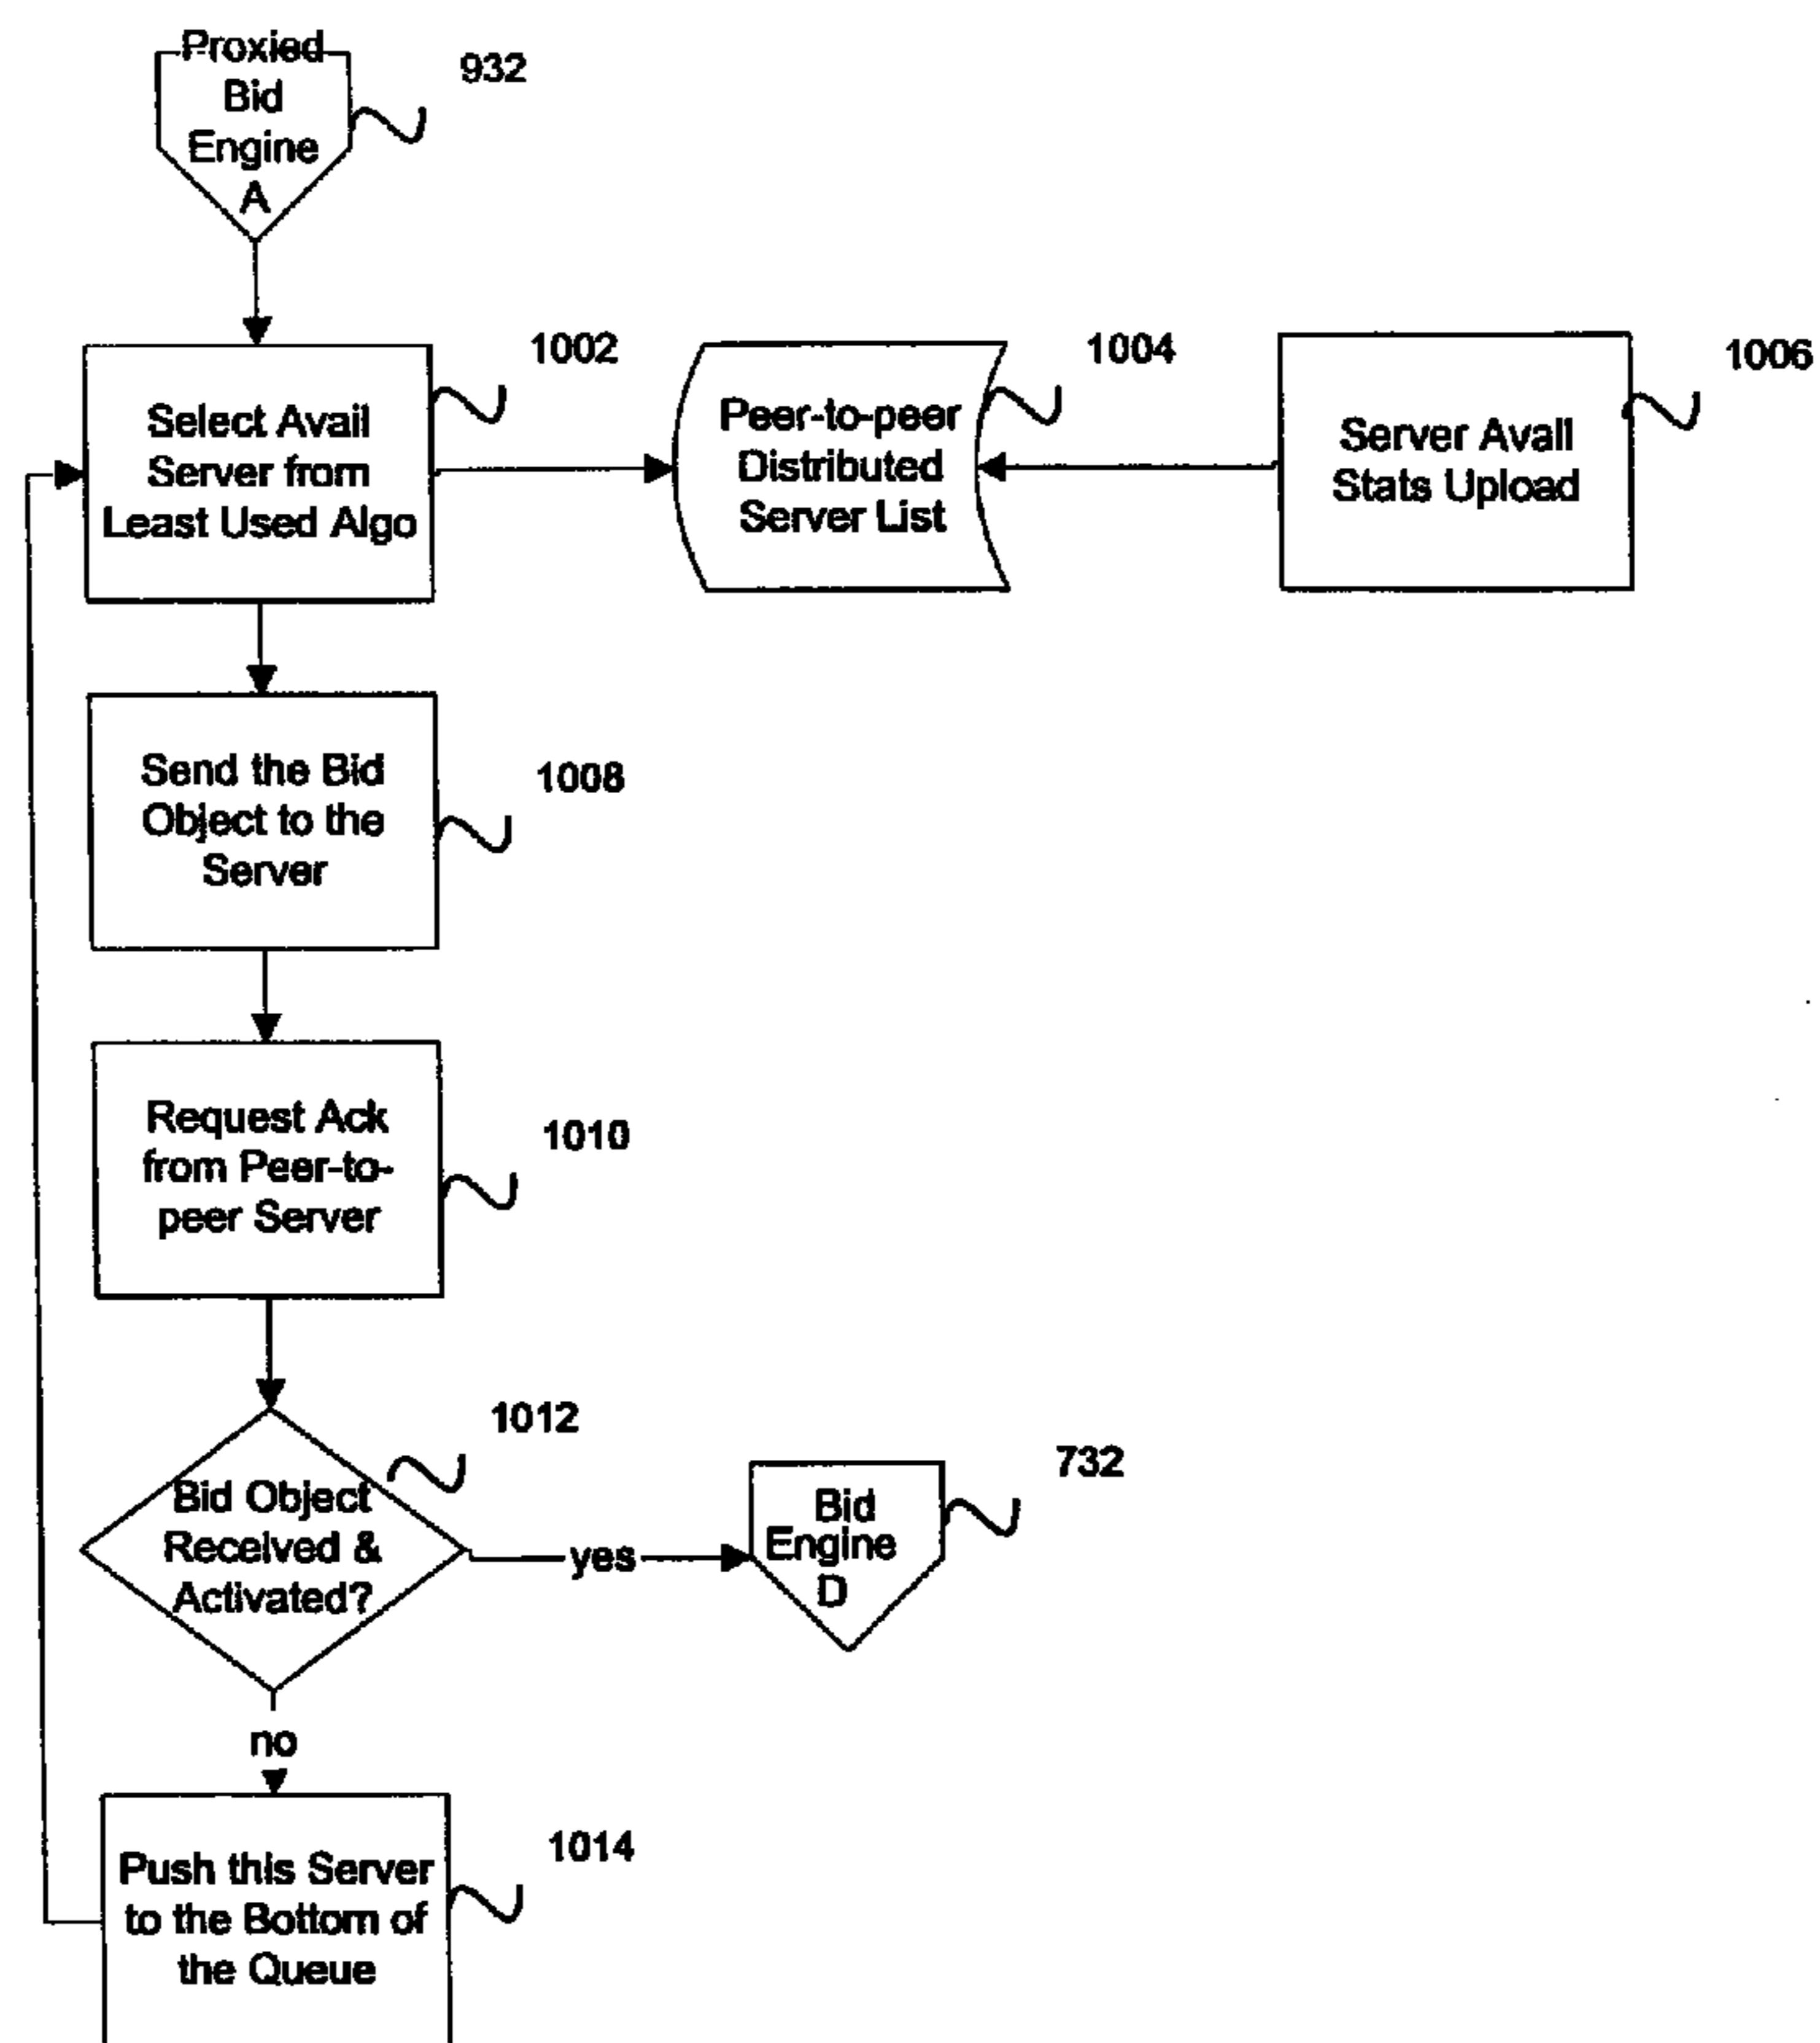 Proxied
Bid
Engine
A
932
Select Avail
Server from
Least Used Algo
1002
Peer-to-peer
Distributed
Server List
1004
Server Avail
Stats Upload
1006
Send the Bid
Object to the
Server
1008
Request Ack
from Peer-to-
peer Server
1010
Bid Object
Received &
Activated?
1012
yes
Bid
Engine
D
732
no
Push this Server
to the Bottom of
the Queue
1014